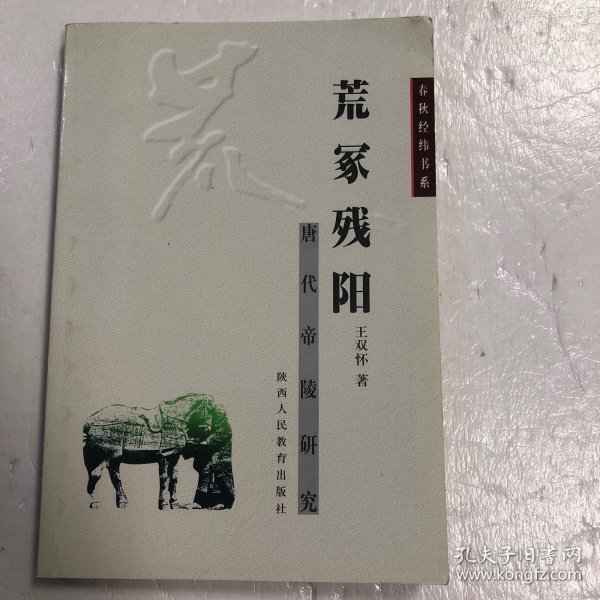 春秋经纬书系
荒冢残阳
王双怀 著
唐代帝陵研究
陕西人民教育出版社
荒
孔夫子旧书网
www.kongfz.com